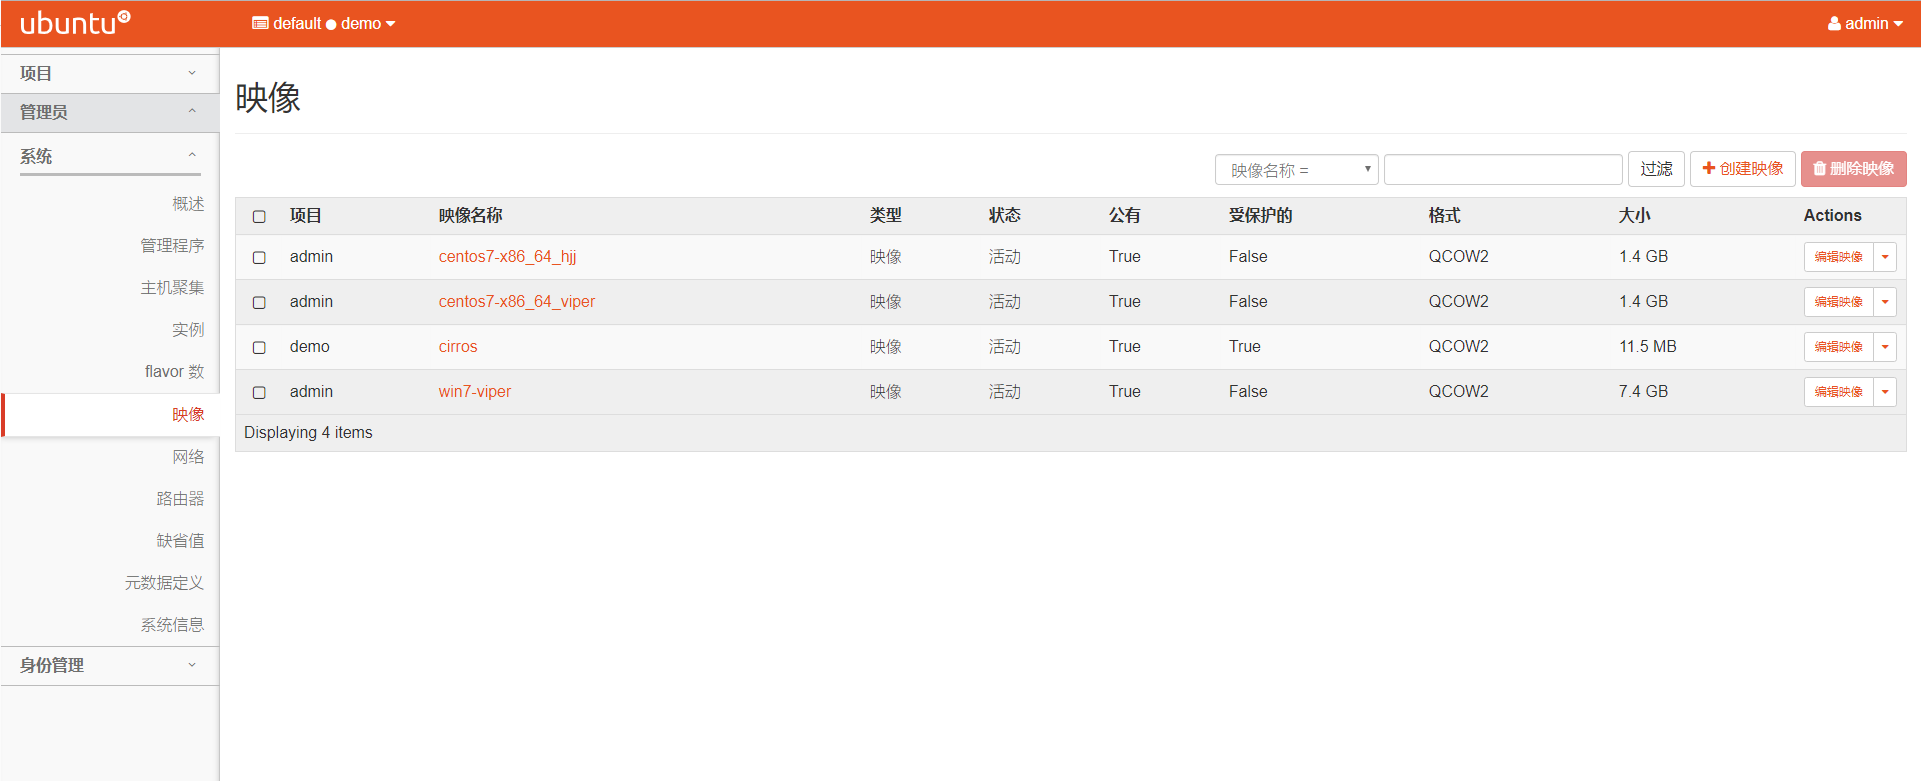 ubuntu
default ● demo
admin
项目
管理员
系统
概述
管理程序
主机聚集
实例
flavor 数
映像
网络
路由器
缺省值
元数据定义
系统信息
身份管理
映像
映像名称 =
过滤
创建映像
删除映像
项目 映像名称 类型 状态 公有 受保护的 格式 大小 Actions
admin centos7-x86_64_hjj 映像 活动 True False QCOW2 1.4 GB 编辑映像
admin centos7-x86_64_viper 映像 活动 True False QCOW2 1.4 GB 编辑映像
demo cirros 映像 活动 True True QCOW2 11.5 MB 编辑映像
admin win7-viper 映像 活动 True False QCOW2 7.4 GB 编辑映像
Displaying 4 items